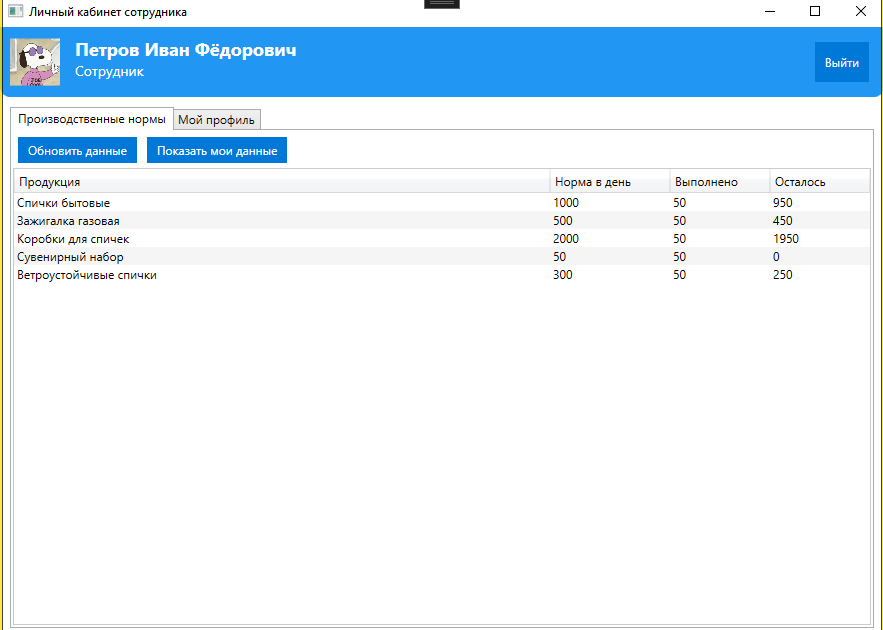 Личный кабинет сотрудника
Петров Иван Фёдорович
Сотрудник
Выйти
Производственные нормы Мой профиль
Обновить данные Показать мои данные
Продукция Норма в день Выполнено Осталось
Спички бытовые 1000 50 950
Зажигалка газовая 500 50 450
Коробки для спичек 2000 50 1950
Сувенирный набор 50 50 0
Ветроустойчивые спички 300 50 250